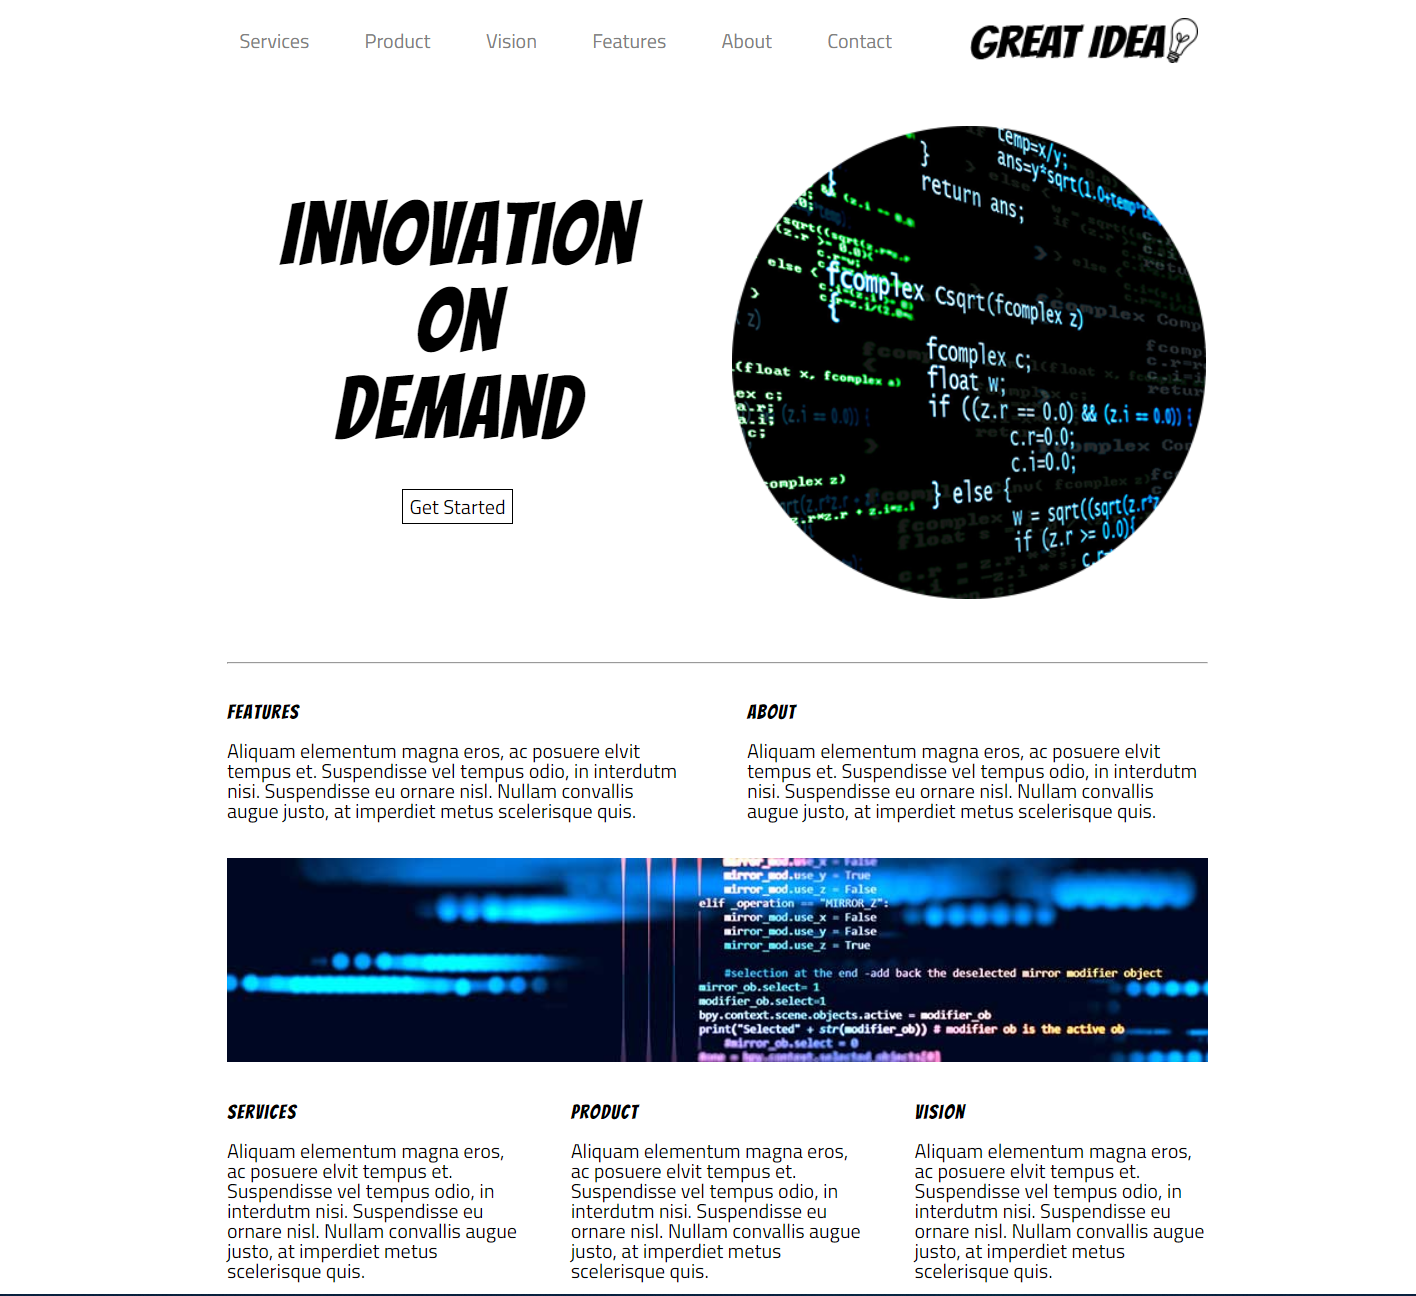 Services Product Vision Features About Contact GREAT IDEA
INNOVATION
ON
DEMAND
Get Started
temp=x/y;
}
ans=y*sqrt(1.0+temp*temp
return ans;
fcomplex Csqrt(fcomplex z)
{
fcomplex c;
float w;
if ((z.r == 0.0) && (z.i == 0.0)) {
c.r=0.0;
c.i=0.0;
} else {
w = sqrt((sqrt(z.r*z
if (z.r >= 0.0){
(float x, fcomplex a)
omplex z)
FEATURES
Aliquam elementum magna eros, ac posuere elvit
tempus et. Suspendisse vel tempus odio, in interdutm
nisi. Suspendisse eu ornare nisl. Nullam convallis
augue justo, at imperdiet metus scelerisque quis.
ABOUT
Aliquam elementum magna eros, ac posuere elvit
tempus et. Suspendisse vel tempus odio, in interdutm
nisi. Suspendisse eu ornare nisl. Nullam convallis
augue justo, at imperdiet metus scelerisque quis.
mirror_mod.use_x = False
mirror_mod.use_y = True
mirror_mod.use_z = False
elif _operation == "MIRROR_Z":
mirror_mod.use_x = False
mirror_mod.use_y = False
mirror_mod.use_z = True
#selection at the end -add back the deselected mirror modifier object
mirror_ob.select= 1
modifier_ob.select=1
bpy.context.scene.objects.active = modifier_ob
print("Selected" + str(modifier_ob)) # modifier ob is the active ob
#mirror_ob.select = 0
SERVICES
Aliquam elementum magna eros,
ac posuere elvit tempus et.
Suspendisse vel tempus odio, in
interdutm nisi. Suspendisse eu
ornare nisl. Nullam convallis augue
justo, at imperdiet metus
scelerisque quis.
PRODUCT
Aliquam elementum magna eros,
ac posuere elvit tempus et.
Suspendisse vel tempus odio, in
interdutm nisi. Suspendisse eu
ornare nisl. Nullam convallis augue
justo, at imperdiet metus
scelerisque quis.
VISION
Aliquam elementum magna eros,
ac posuere elvit tempus et.
Suspendisse vel tempus odio, in
interdutm nisi. Suspendisse eu
ornare nisl. Nullam convallis augue
justo, at imperdiet metus
scelerisque quis.